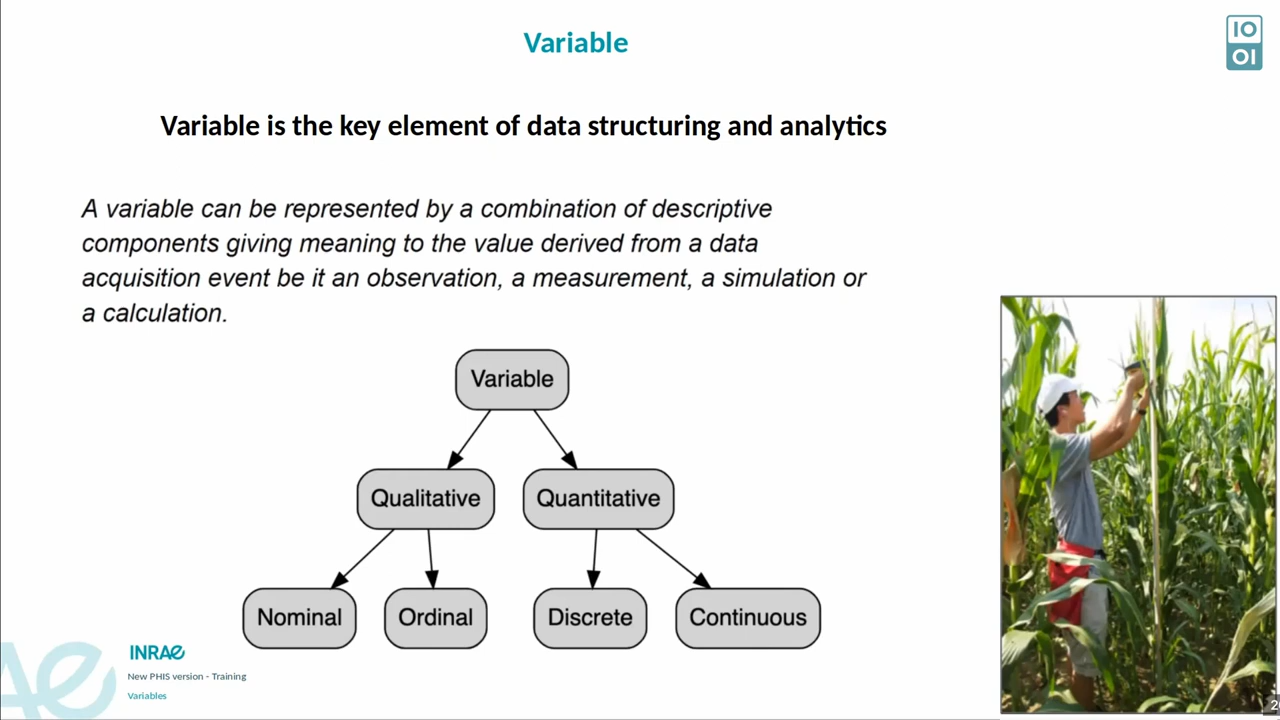 Variable
IO
OI
Variable is the key element of data structuring and analytics
A variable can be represented by a combination of descriptive
components giving meaning to the value derived from a data
acquisition event be it an observation, a measurement, a simulation or
a calculation.
Variable
Qualitative
Quantitative
Nominal
Ordinal
Discrete
Continuous
INRAE
New PHIS version - Training
Variables
2